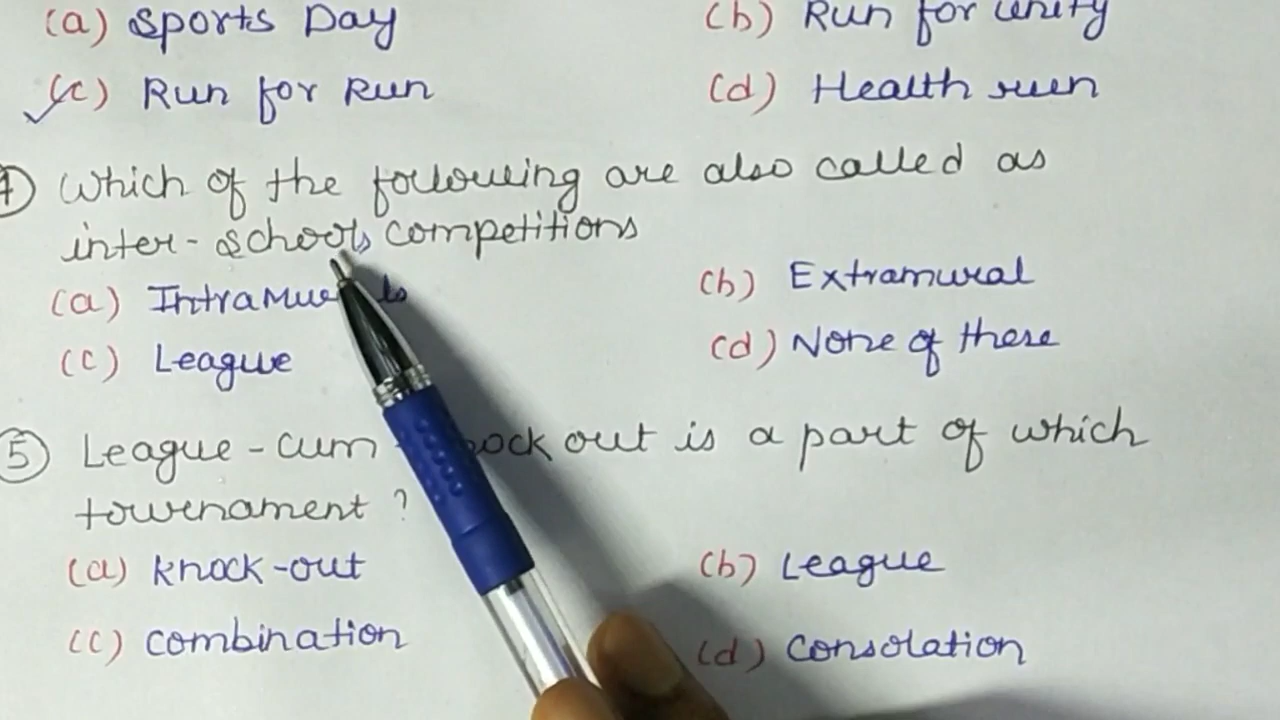 (a) Sports Day (b) Run for unity
(c) Run for Run (d) Health run
4 Which of the following are also called as
inter-schools competitions
(a) (b) Extramural
(c) League (d) None of these
5 League-cum out is a part of which
tournament?
(a) knock-out (b) League
(c) combination (d) Consolation